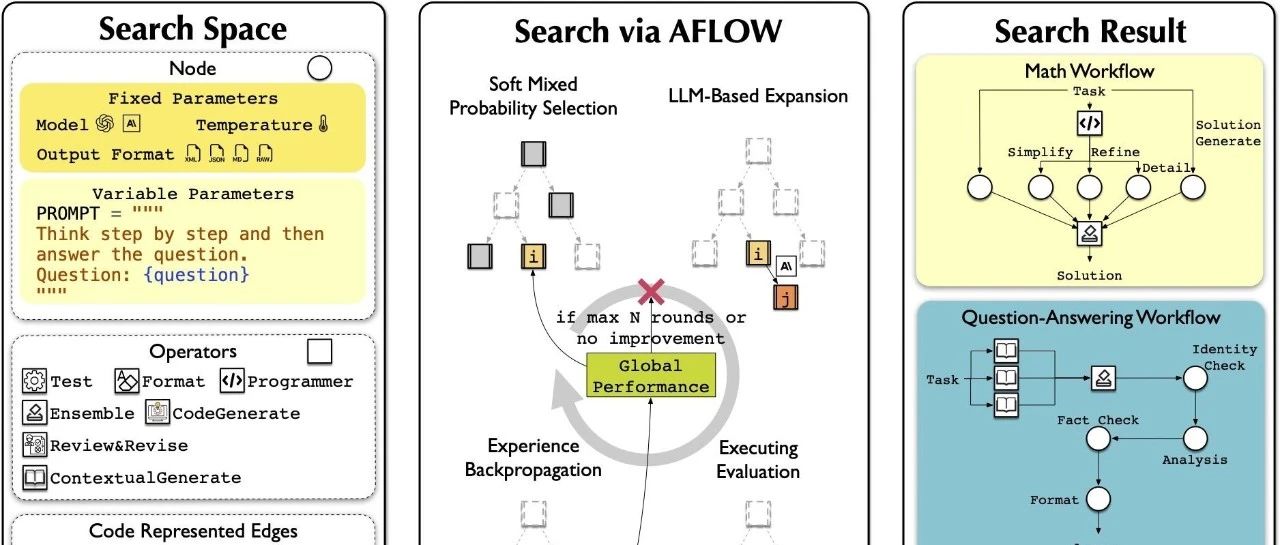 Search Space
Node
Fixed Parameters
Model
Temperature
Output Format
XML JSON MD RAW
Variable Parameters
PROMPT = """
Think step by step and then
answer the question.
Question: {question}
"""
Operators
Test
Format
Programmer
Ensemble
CodeGenerate
Review&Revise
ContextualGenerate
Code Represented Edges
Search via AFLOW
Soft Mixed
Probability Selection
LLM-Based Expansion
i
i
A\
j
if max N rounds or
no improvement
Global
Performance
Experience
Backpropagation
Executing
Evaluation
Search Result
Math Workflow
Task
</>
Solution
Generate
Simplify
Refine
Detail
Solution
Question-Answering Workflow
Task
Identity
Check
Fact Check
Analysis
Format